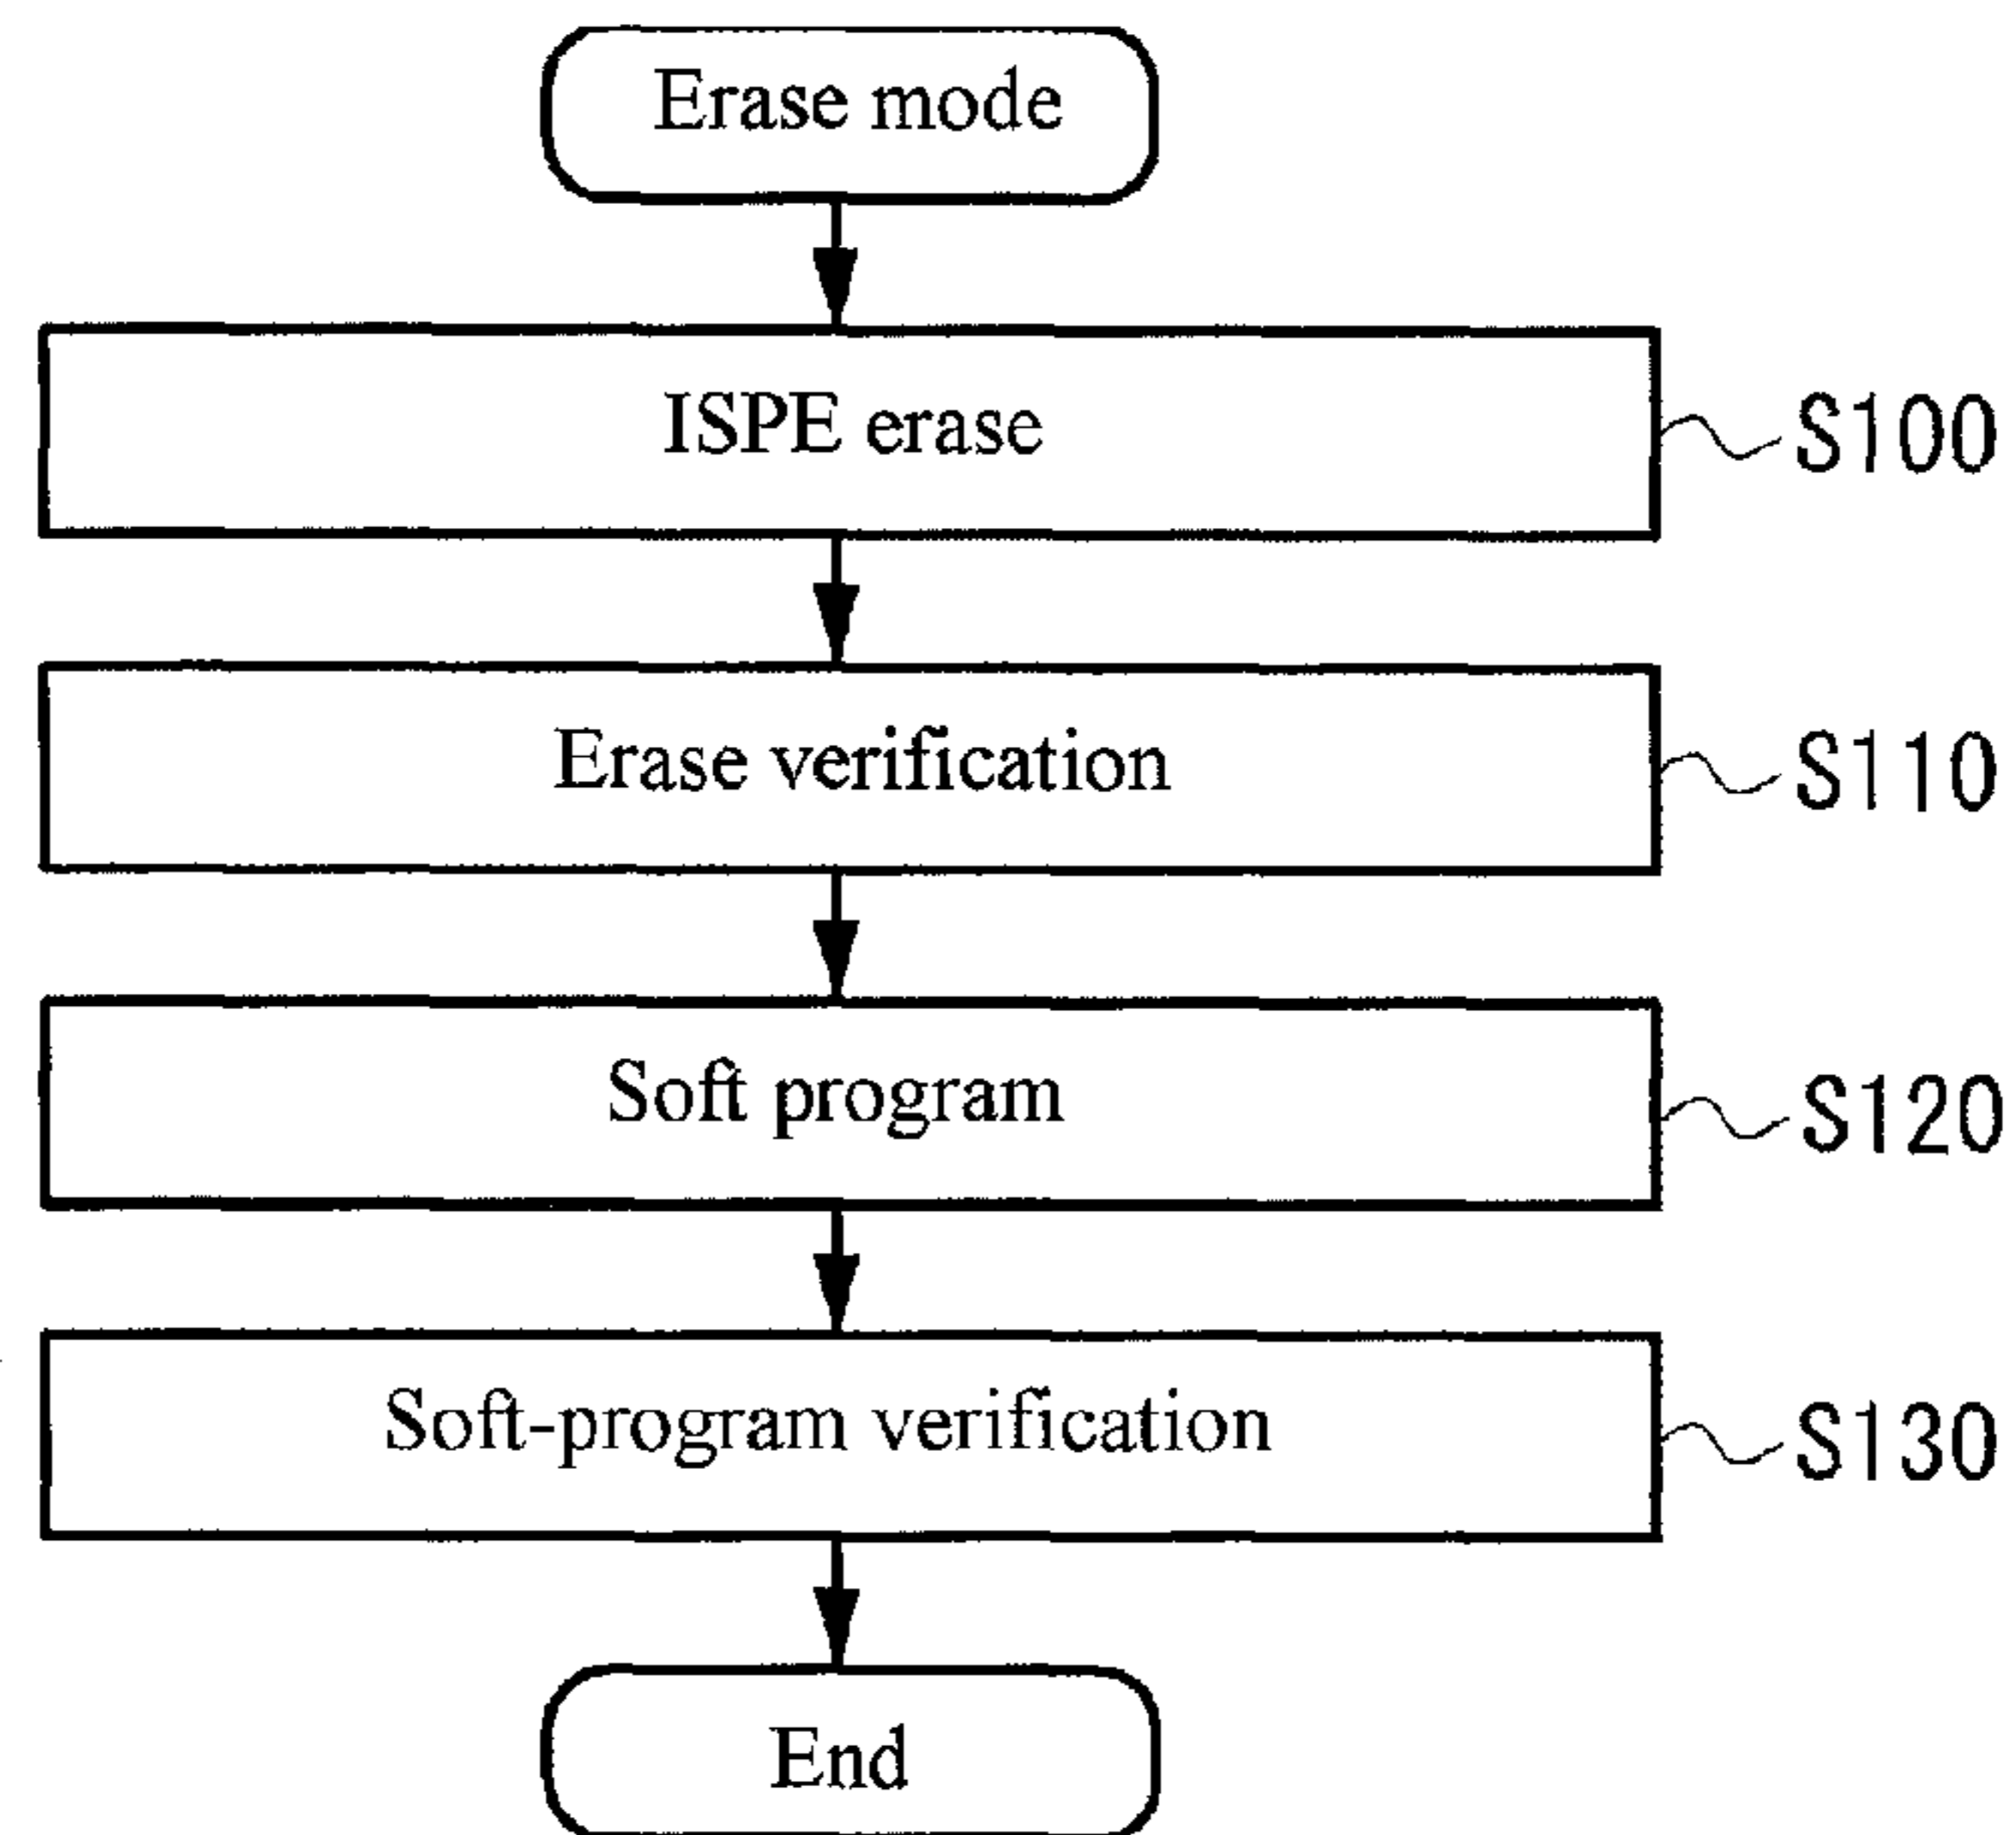 Erase mode
ISPE erase
S100
Erase verification
S110
Soft program
S120
Soft-program verification
S130
End